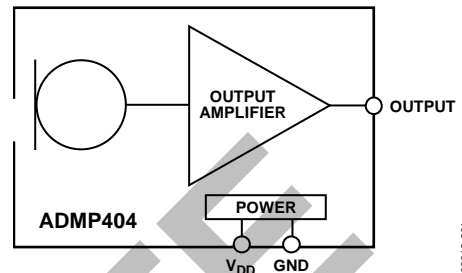 OUTPUT
AMPLIFIER
OUTPUT
POWER
ADMP404
VDD GND